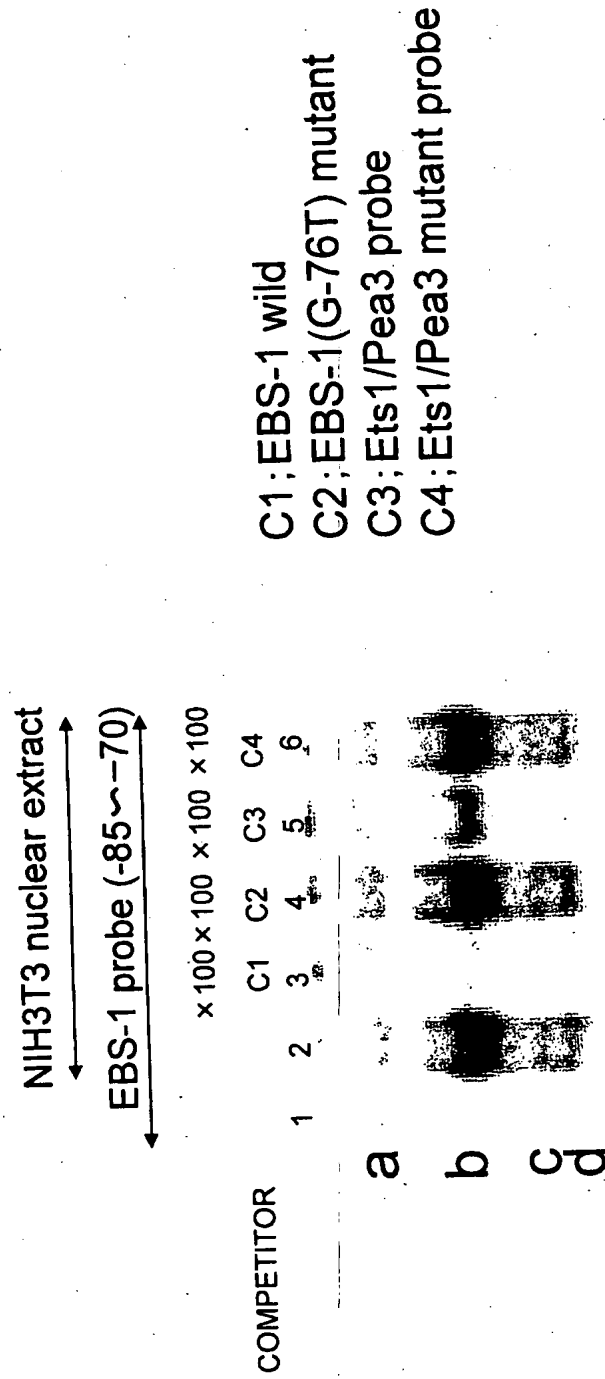 NIH3T3 nuclear extract
EBS-1 probe (-85~-70)
×100 ×100 ×100 ×100
COMPETITOR C1 C2 C3 C4
1 2 3 4 5 6
a
b
c
d
C1;EBS-1 wild
C2;EBS-1(G-76T) mutant
C3;Ets1/Pea3 probe
C4;Ets1/Pea3 mutant probe